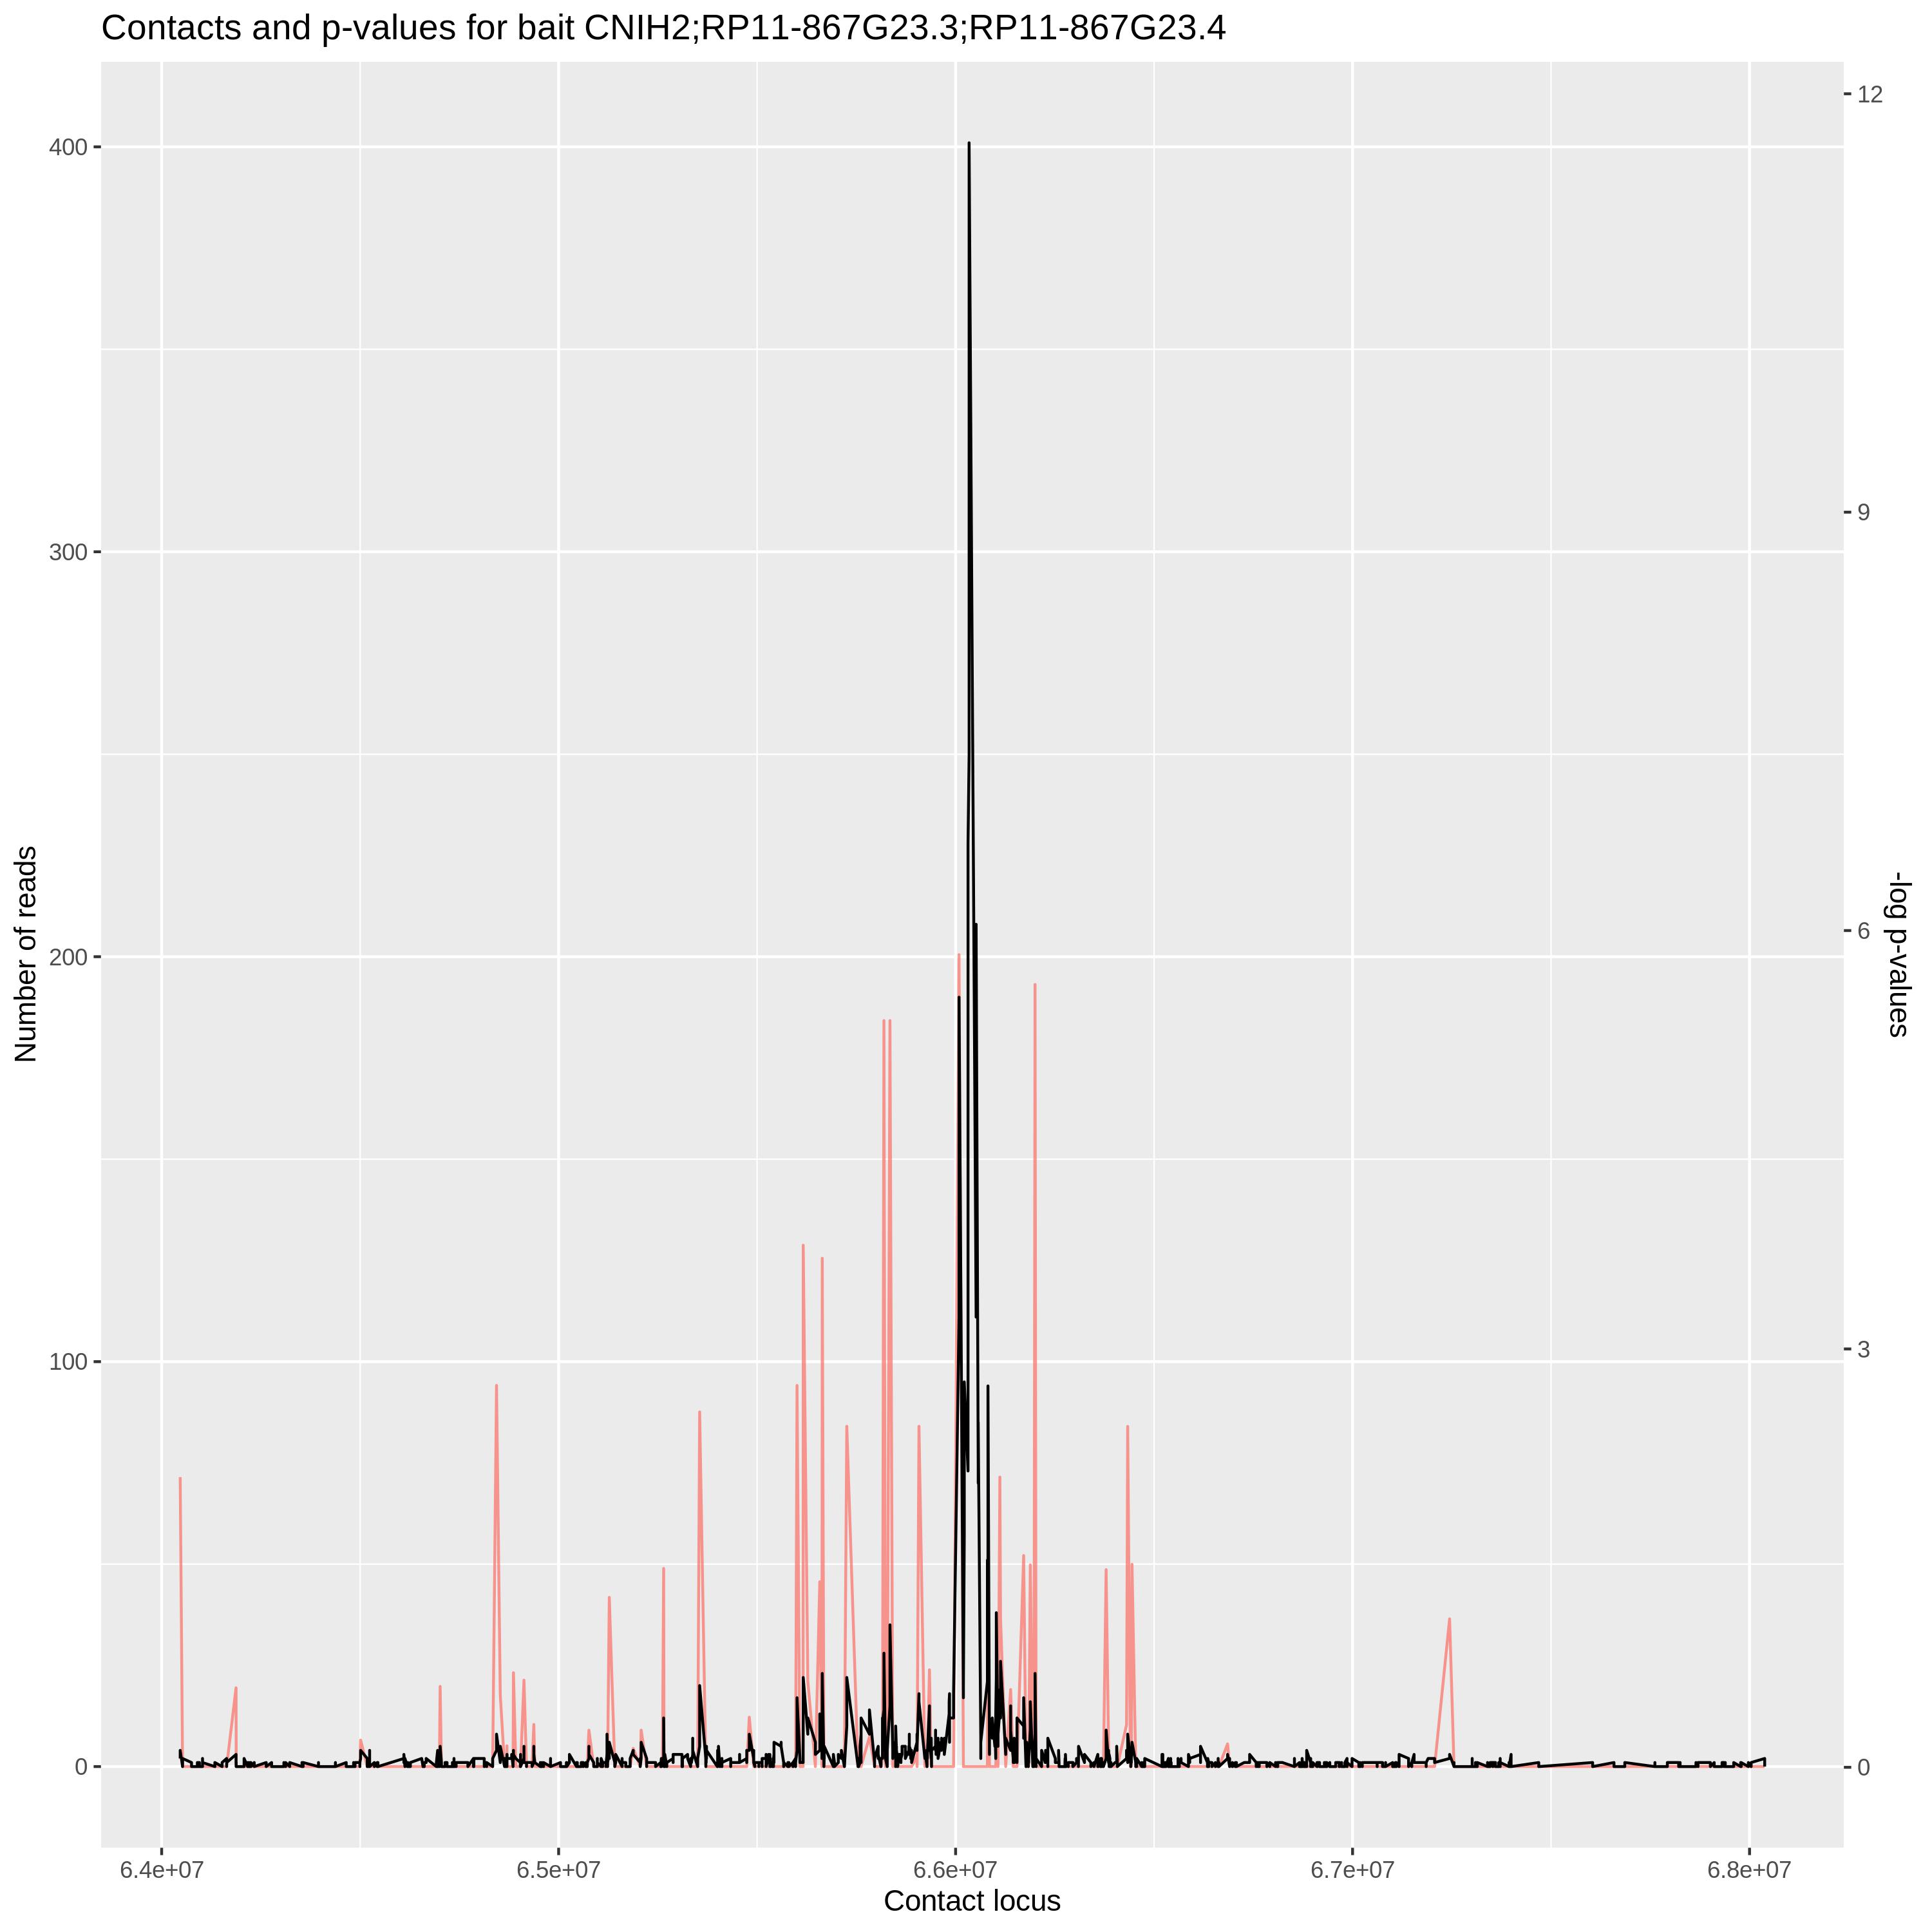 Contacts and p-values for bait CNIH2;RP11-867G23.3;RP11-867G23.4
400
300
200
100
0
Number of reads
12
9
6
3
0
-log p-values
6.4e+07
6.5e+07
6.6e+07
6.7e+07
6.8e+07
Contact locus